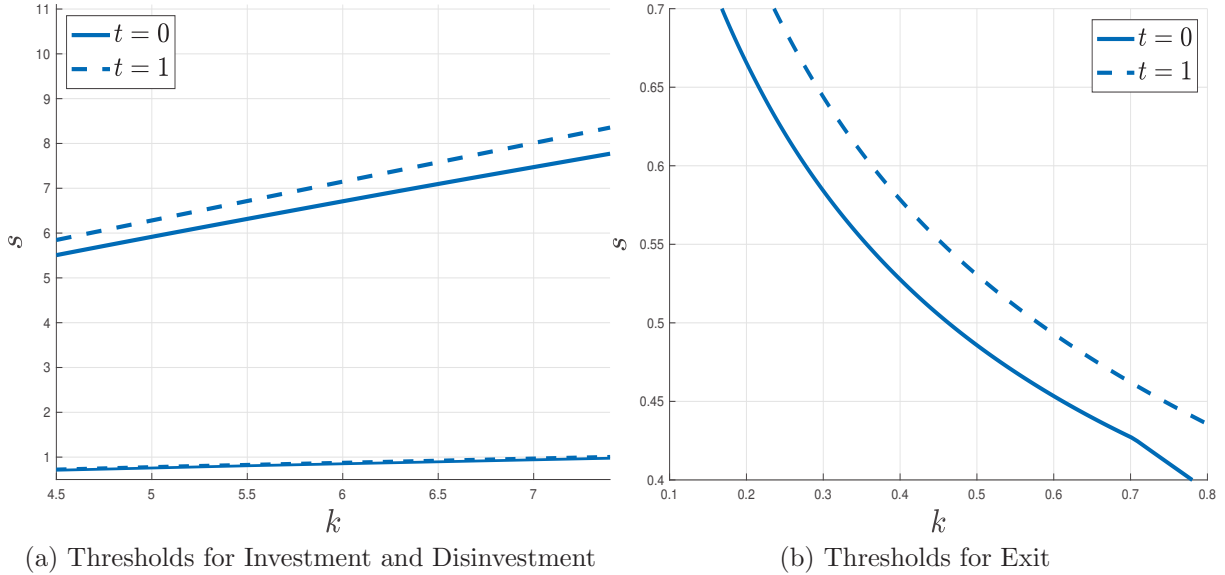 t = 0
t = 1
11
10
9
8
7
6
5
4
3
2
1
s
4.5 5 5.5 6 6.5 7
k
(a) Thresholds for Investment and Disinvestment
t = 0
t = 1
0.7
0.65
0.6
0.55
0.5
0.45
0.4
s
0.1 0.2 0.3 0.4 0.5 0.6 0.7 0.8
k
(b) Thresholds for Exit